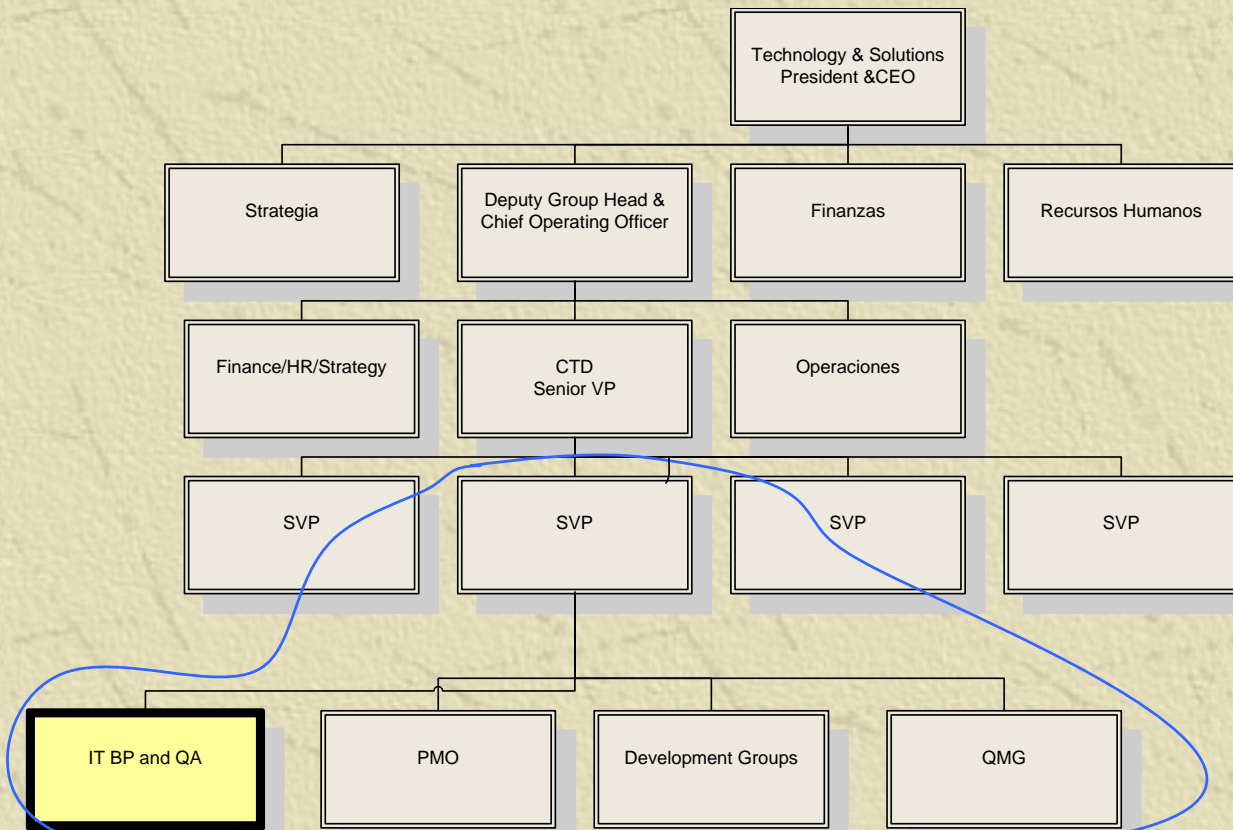 Technology & Solutions
President &CEO
Strategia
Deputy Group Head &
Chief Operating Officer
Finanzas
Recursos Humanos
Finance/HR/Strategy
CTD
Senior VP
Operaciones
SVP
SVP
SVP
SVP
IT BP and QA
PMO
Development Groups
QMG